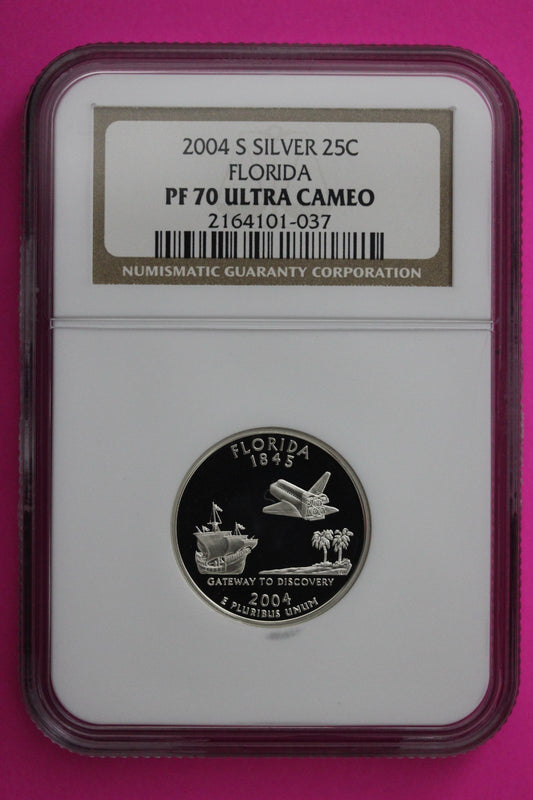 2004 S SILVER 25C
FLORIDA
PF 70 ULTRA CAMEO
2164101-037
NUMISMATIC GUARANTY CORPORATION
FLORIDA
1845
GATEWAY TO DISCOVERY
2004
E PLURIBUS UNUM